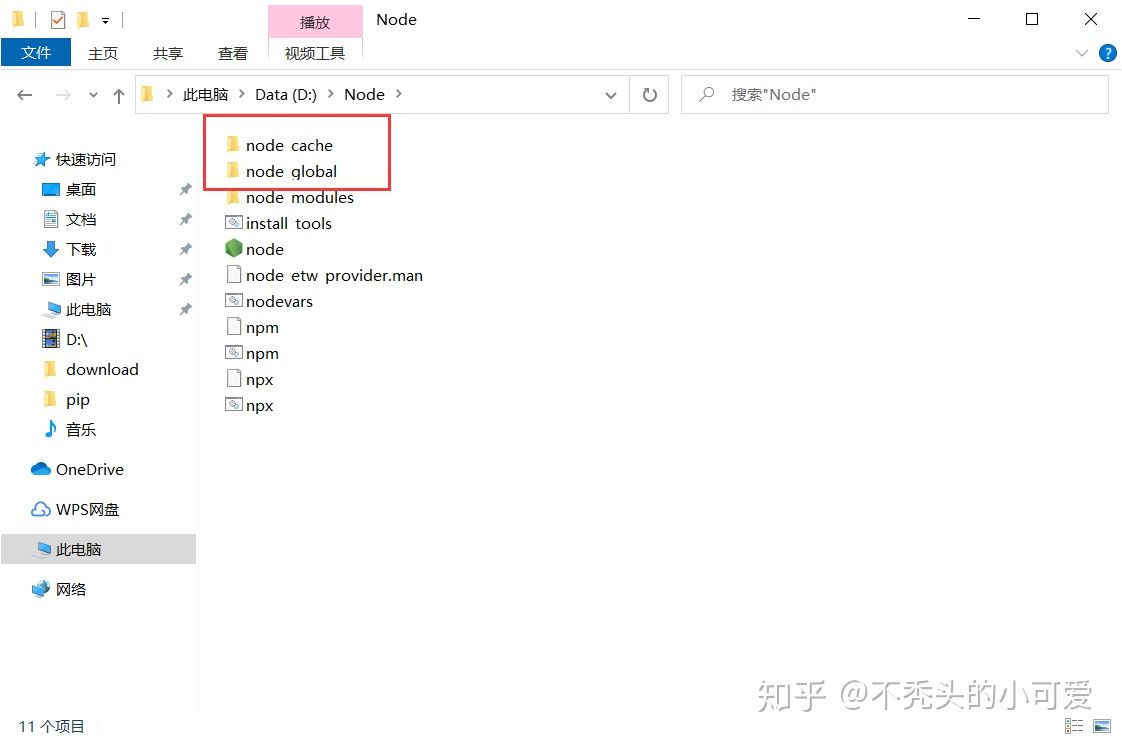 播放
Node
文件
主页
共享
查看
视频工具
此电脑
Data (D:)
Node
搜索"Node"
快速访问
桌面
文档
下载
图片
此电脑
D:\
download
pip
音乐
OneDrive
WPS网盘
此电脑
网络
node_cache
node_global
node_modules
install_tools
node
node_etw_provider.man
nodevars
npm
npm
npx
npx
知乎 @不秃头的小可爱
11 个项目